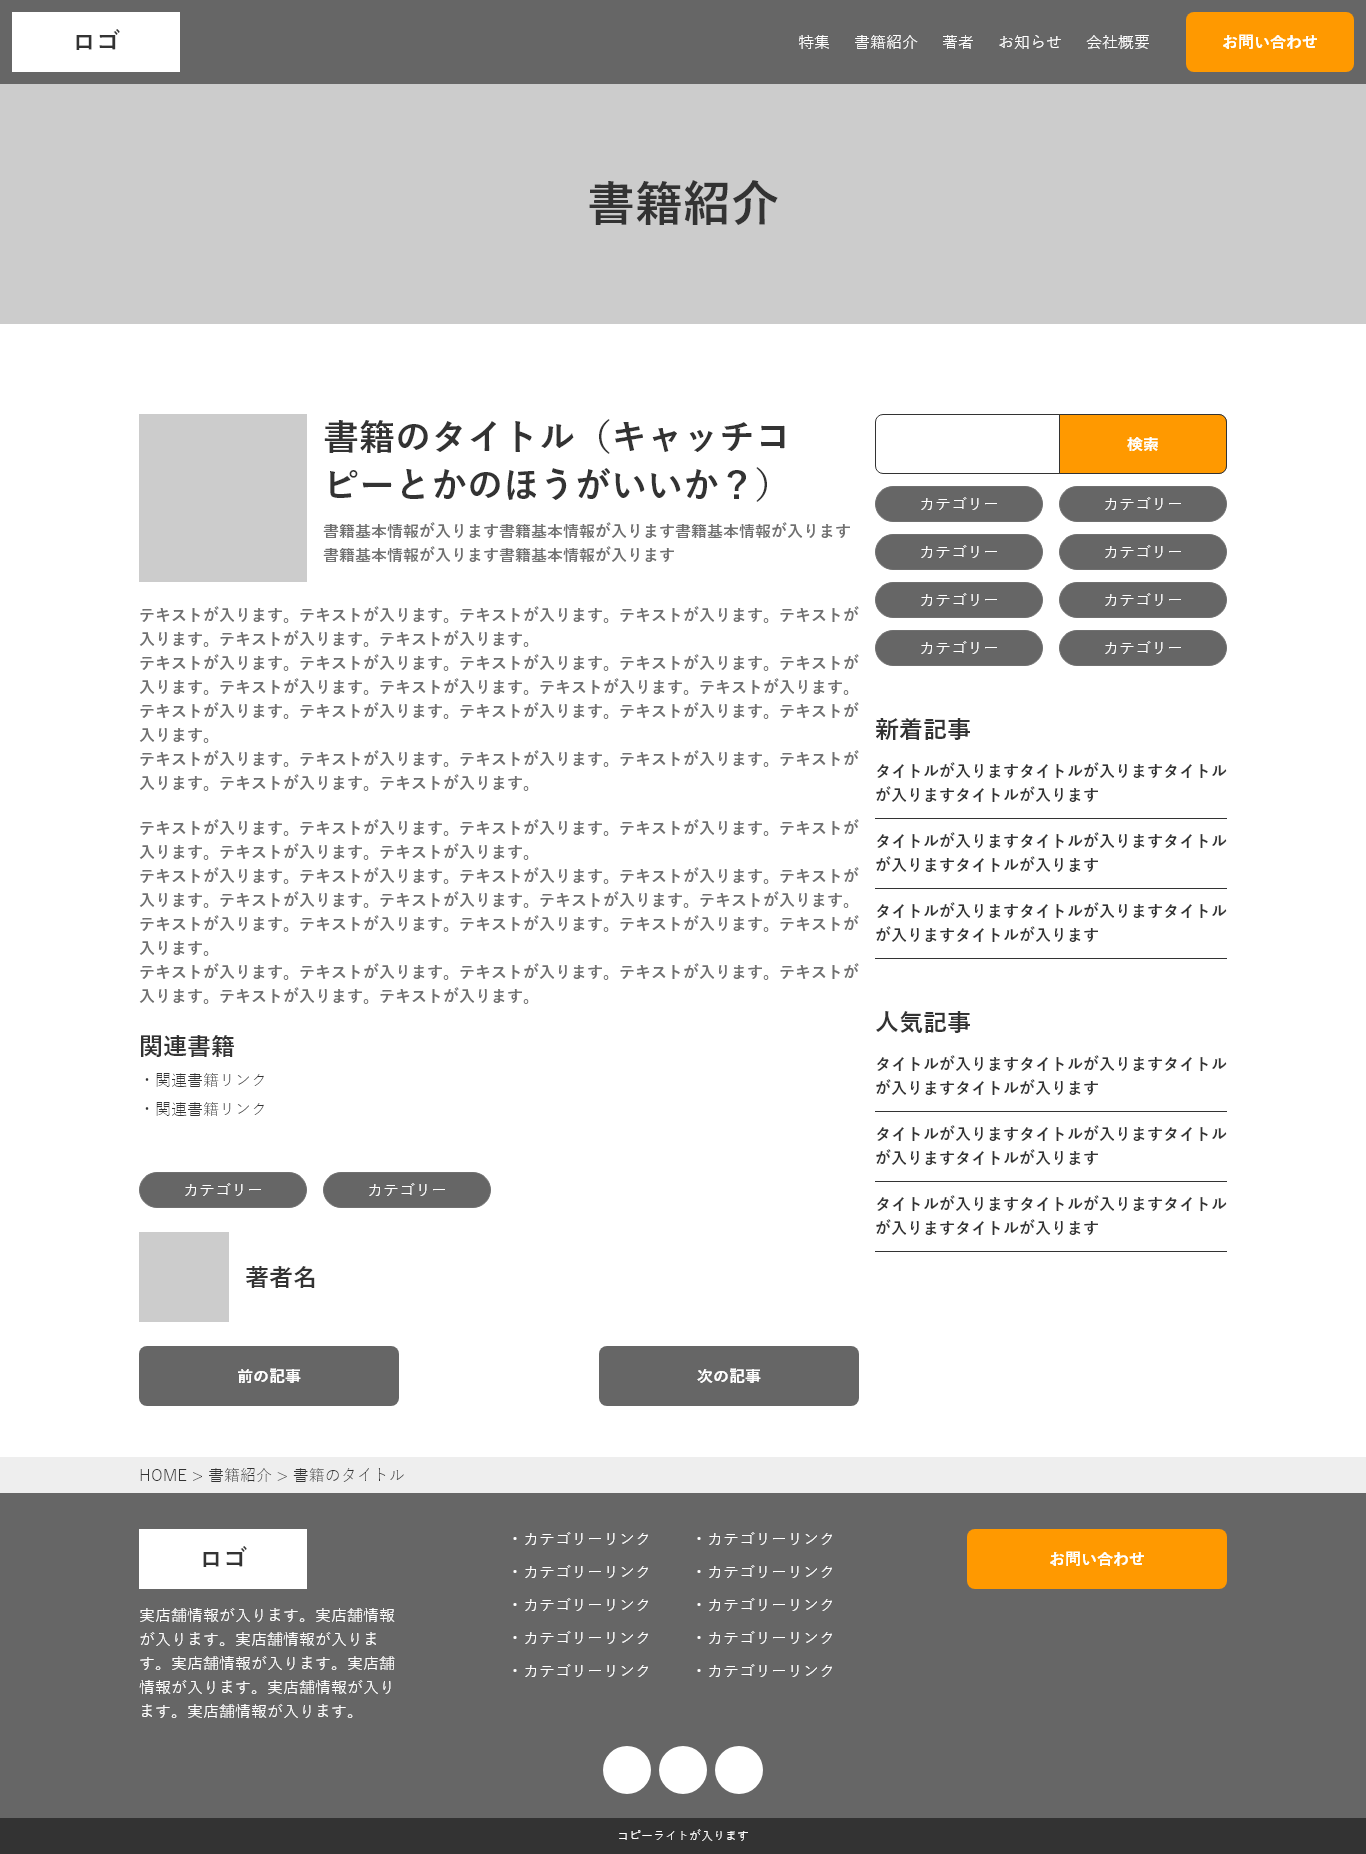 ロゴ
特集
書籍紹介
著者
お知らせ
会社概要
お問い合わせ
書籍紹介
書籍のタイトル（キャッチコ
ピーとかのほうがいいか？）
書籍基本情報が入ります書籍基本情報が入ります書籍基本情報が入ります
書籍基本情報が入ります書籍基本情報が入ります
テキストが入ります。テキストが入ります。テキストが入ります。テキストが入ります。テキストが
入ります。テキストが入ります。テキストが入ります。
テキストが入ります。テキストが入ります。テキストが入ります。テキストが入ります。テキストが
入ります。テキストが入ります。テキストが入ります。テキストが入ります。テキストが入ります。
テキストが入ります。テキストが入ります。テキストが入ります。テキストが入ります。テキストが
入ります。
テキストが入ります。テキストが入ります。テキストが入ります。テキストが入ります。テキストが
入ります。テキストが入ります。テキストが入ります。
テキストが入ります。テキストが入ります。テキストが入ります。テキストが入ります。テキストが
入ります。テキストが入ります。テキストが入ります。
テキストが入ります。テキストが入ります。テキストが入ります。テキストが入ります。テキストが
入ります。テキストが入ります。テキストが入ります。テキストが入ります。テキストが入ります。
テキストが入ります。テキストが入ります。テキストが入ります。テキストが入ります。テキストが
入ります。
テキストが入ります。テキストが入ります。テキストが入ります。テキストが入ります。テキストが
入ります。テキストが入ります。テキストが入ります。
関連書籍
・関連書籍リンク
・関連書籍リンク
カテゴリー
カテゴリー
著者名
前の記事
次の記事
検索
カテゴリー
カテゴリー
カテゴリー
カテゴリー
カテゴリー
カテゴリー
カテゴリー
カテゴリー
新着記事
タイトルが入りますタイトルが入りますタイトル
が入りますタイトルが入ります
タイトルが入りますタイトルが入りますタイトル
が入りますタイトルが入ります
タイトルが入りますタイトルが入りますタイトル
が入りますタイトルが入ります
人気記事
タイトルが入りますタイトルが入りますタイトル
が入りますタイトルが入ります
タイトルが入りますタイトルが入りますタイトル
が入りますタイトルが入ります
タイトルが入りますタイトルが入りますタイトル
が入りますタイトルが入ります
HOME > 書籍紹介 > 書籍のタイトル
ロゴ
実店舗情報が入ります。実店舗情報
が入ります。実店舗情報が入りま
す。実店舗情報が入ります。実店舗
情報が入ります。実店舗情報が入り
ます。実店舗情報が入ります。
・カテゴリーリンク
・カテゴリーリンク
・カテゴリーリンク
・カテゴリーリンク
・カテゴリーリンク
・カテゴリーリンク
・カテゴリーリンク
・カテゴリーリンク
・カテゴリーリンク
・カテゴリーリンク
お問い合わせ
コピーライトが入ります